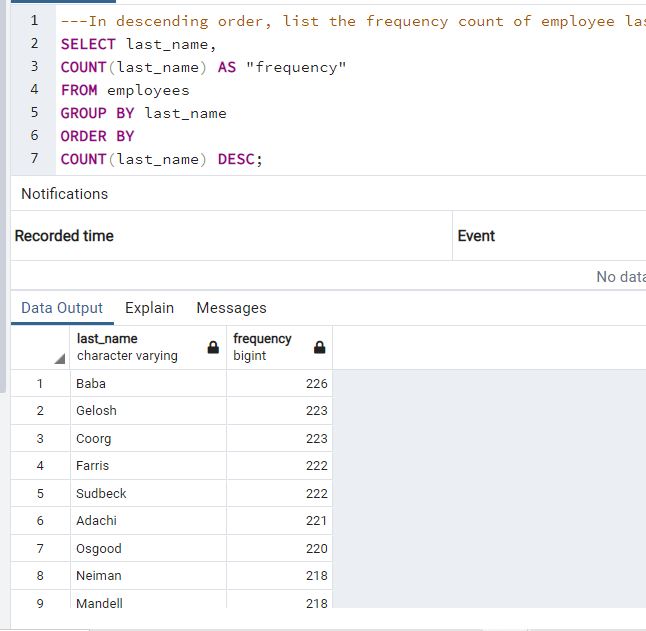 1 ---In descending order, list the frequency count of employee
2 SELECT last_name,
3 COUNT(last_name) AS "frequency"
4 FROM employees
5 GROUP BY last_name
6 ORDER BY
7 COUNT(last_name) DESC;
Notifications
Recorded time Event
No data
Data Output Explain Messages
last_name frequency
character varying bigint
1 Baba 226
2 Gelosh 223
3 Coorg 223
4 Farris 222
5 Sudbeck 222
6 Adachi 221
7 Osgood 220
8 Neiman 218
9 Mandell 218